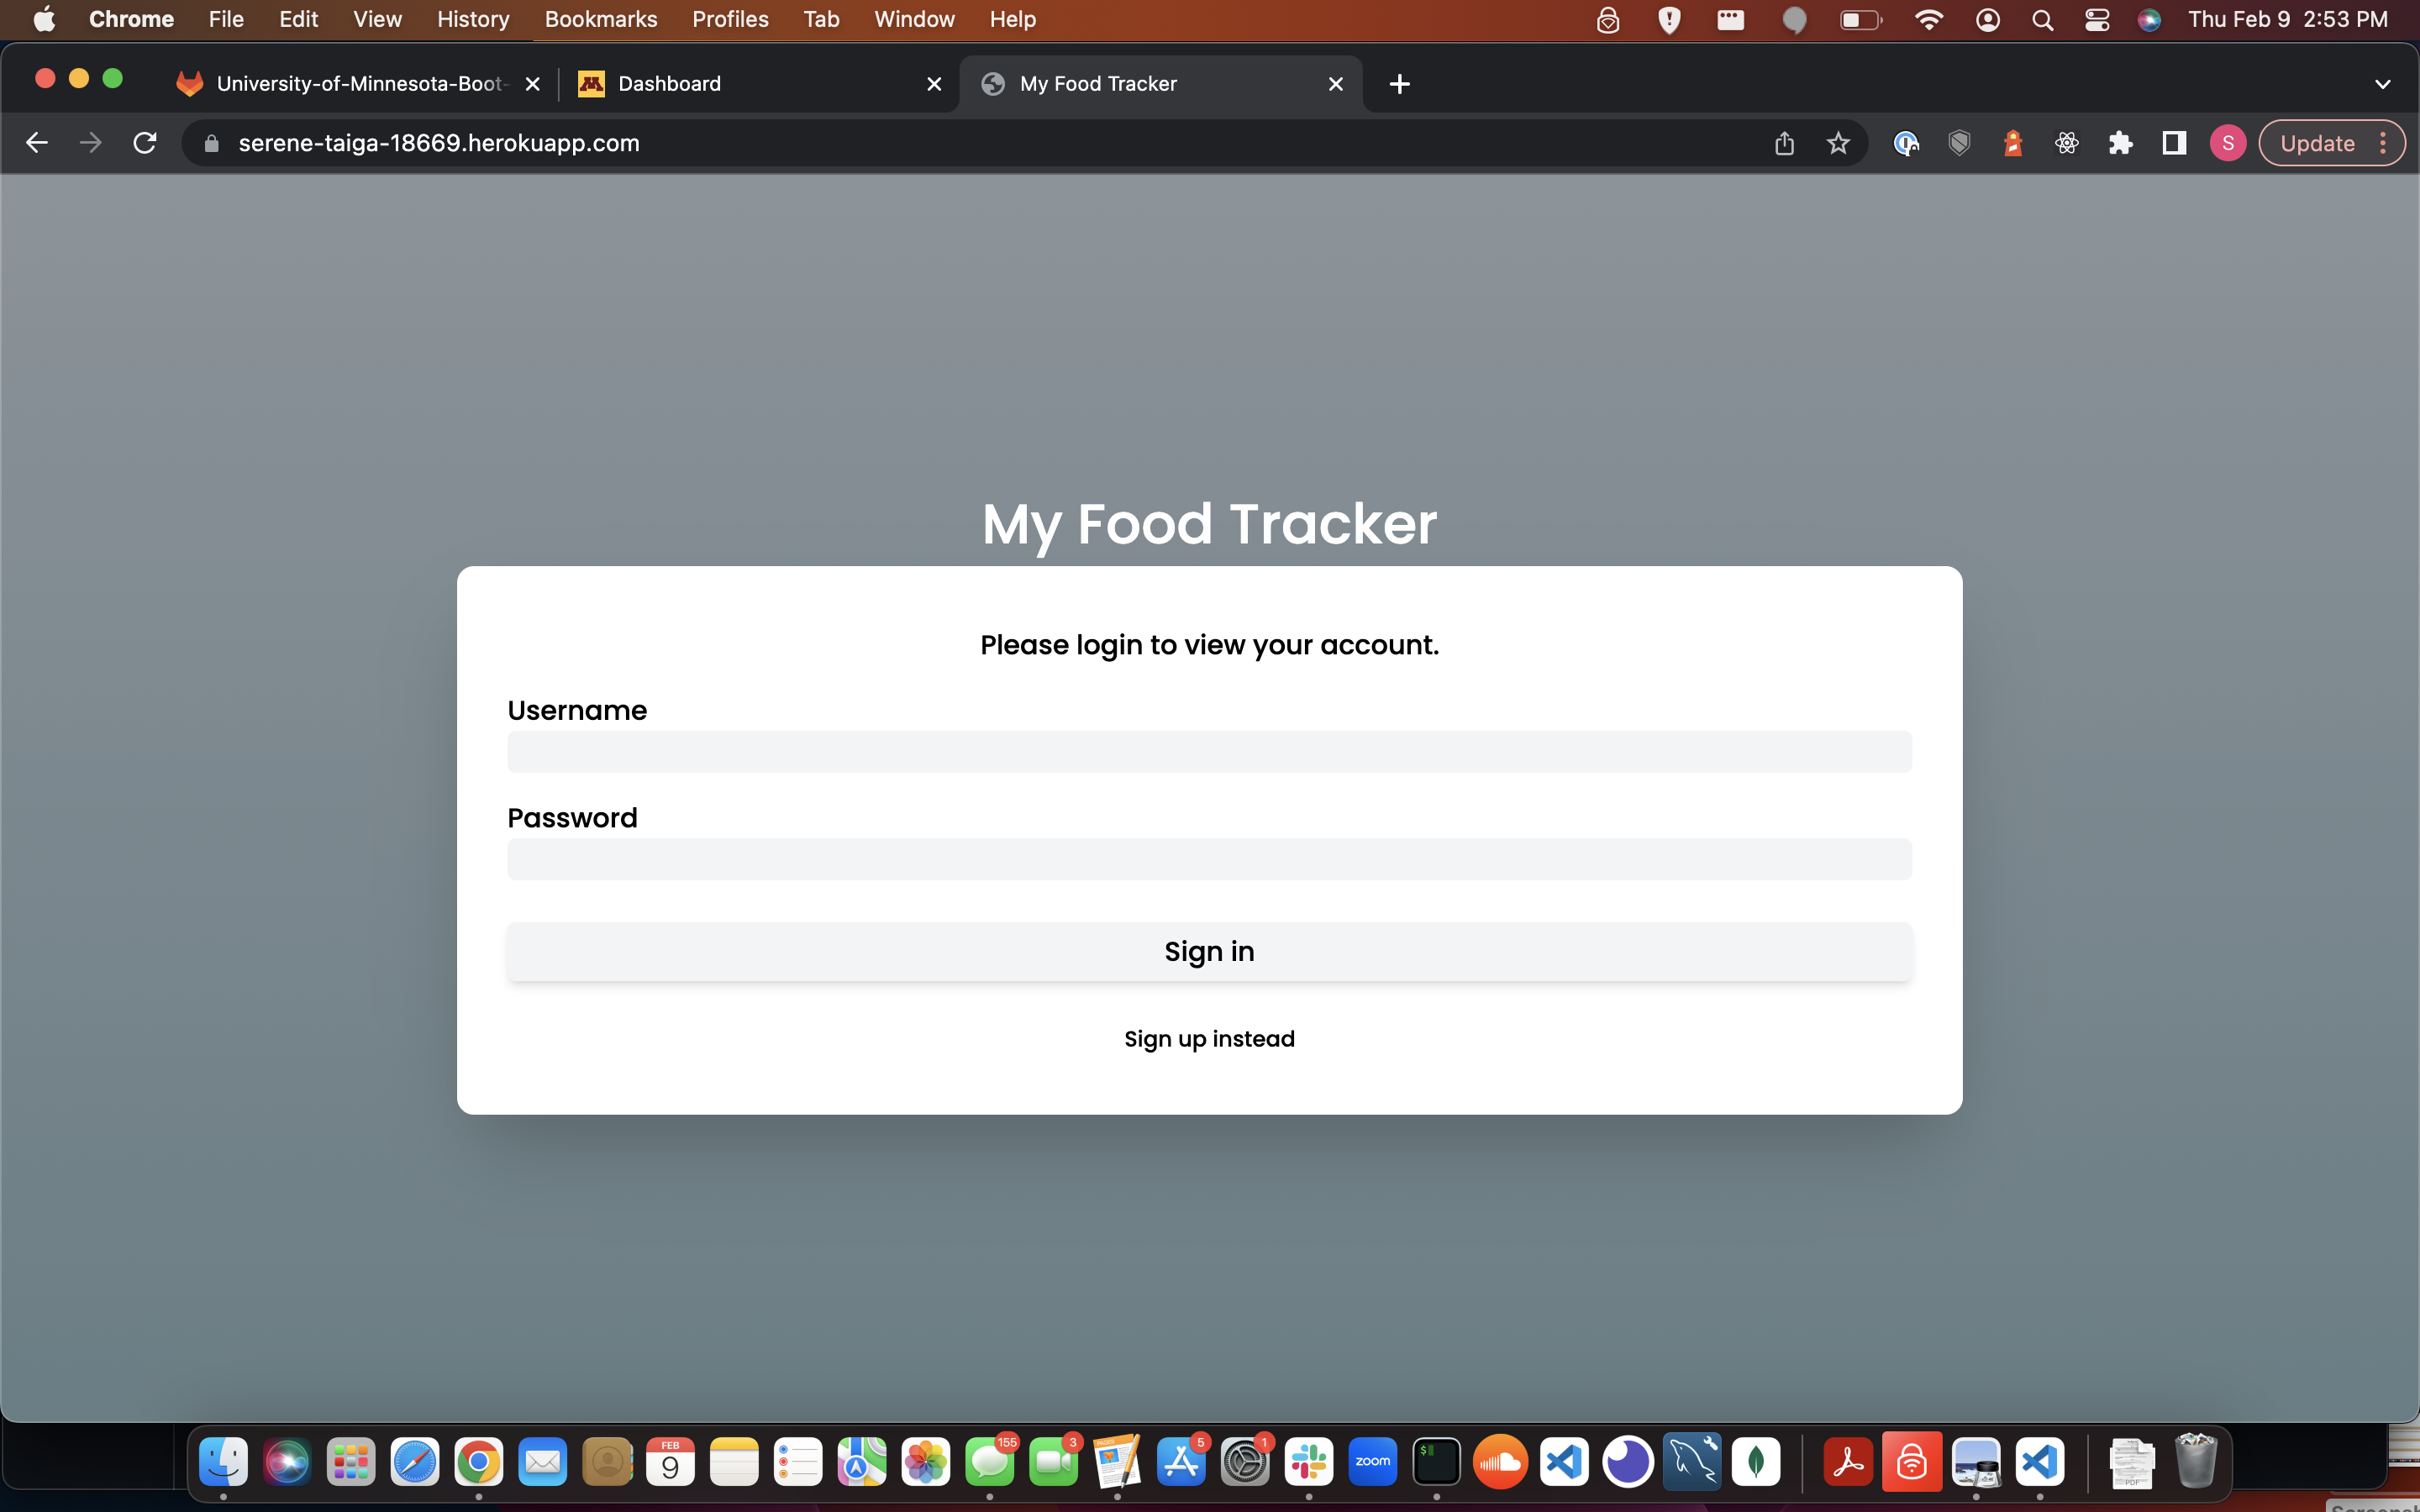 Chrome File Edit View History Bookmarks Profiles Tab Window Help Thu Feb 9 2:53 PM
University-of-Minnesota-Boot- Dashboard My Food Tracker
serene-taiga-18669.herokuapp.com S Update
My Food Tracker
Please login to view your account.
Username
Password
Sign in
Sign up instead
FEB 155 3 5 1
9 zoom $
PDF